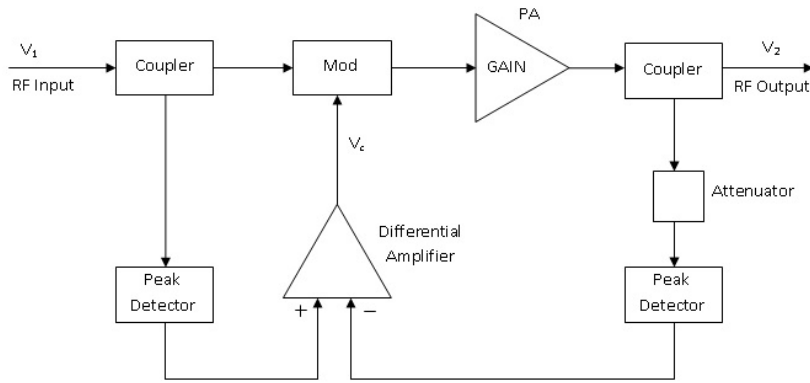 PA
V1
V2
Coupler
Mod
GAIN
Coupler
RF Input
RF Output
Vc
Attenuator
Differential
Amplifier
Peak
Detector
Peak
Detector
+
−